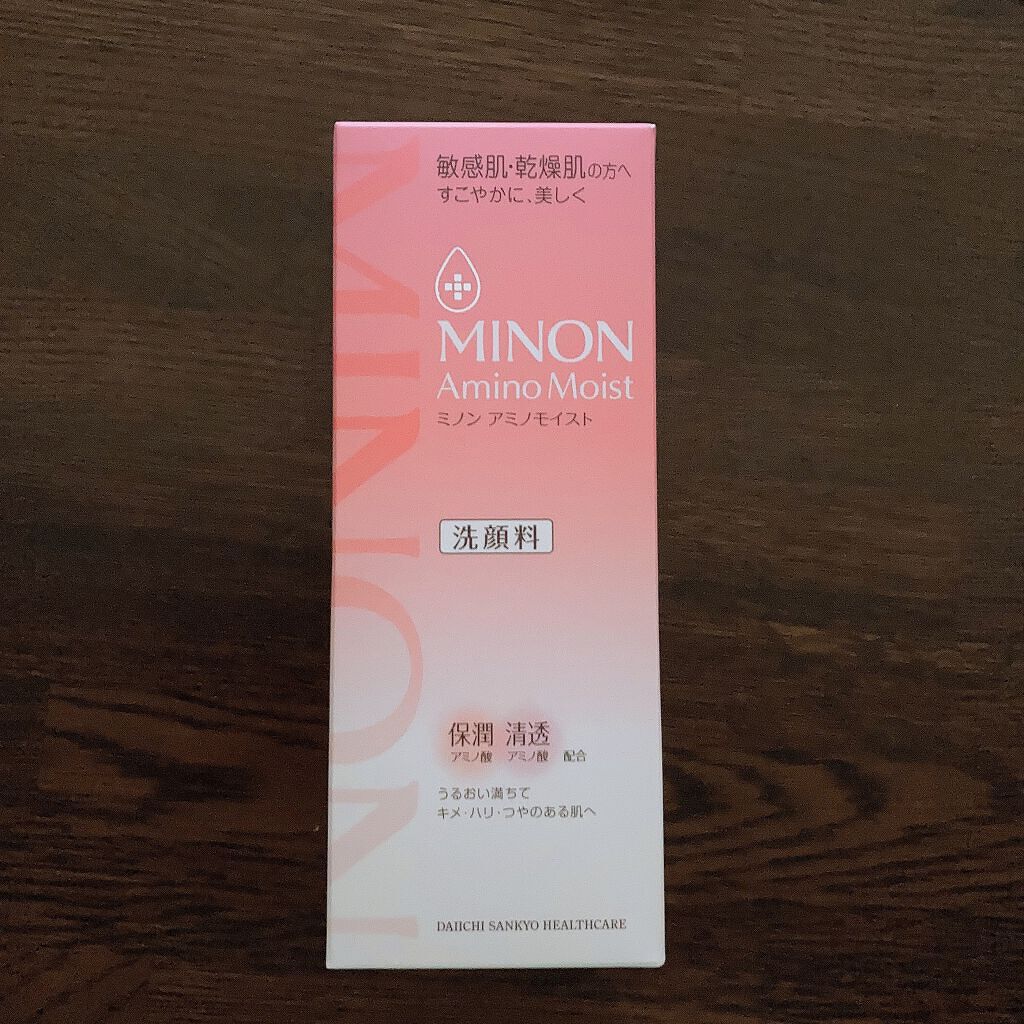 敏感肌・乾燥肌の方へ
すこやかに、美しく
MINON
Amino Moist
ミノン アミノモイスト
洗顔料
保潤 清透
アミノ酸 アミノ酸 配合
うるおい満ちて
キメ・ハリ・つやのある肌へ
DAIICHI SANKYO HEALTHCARE
MINON